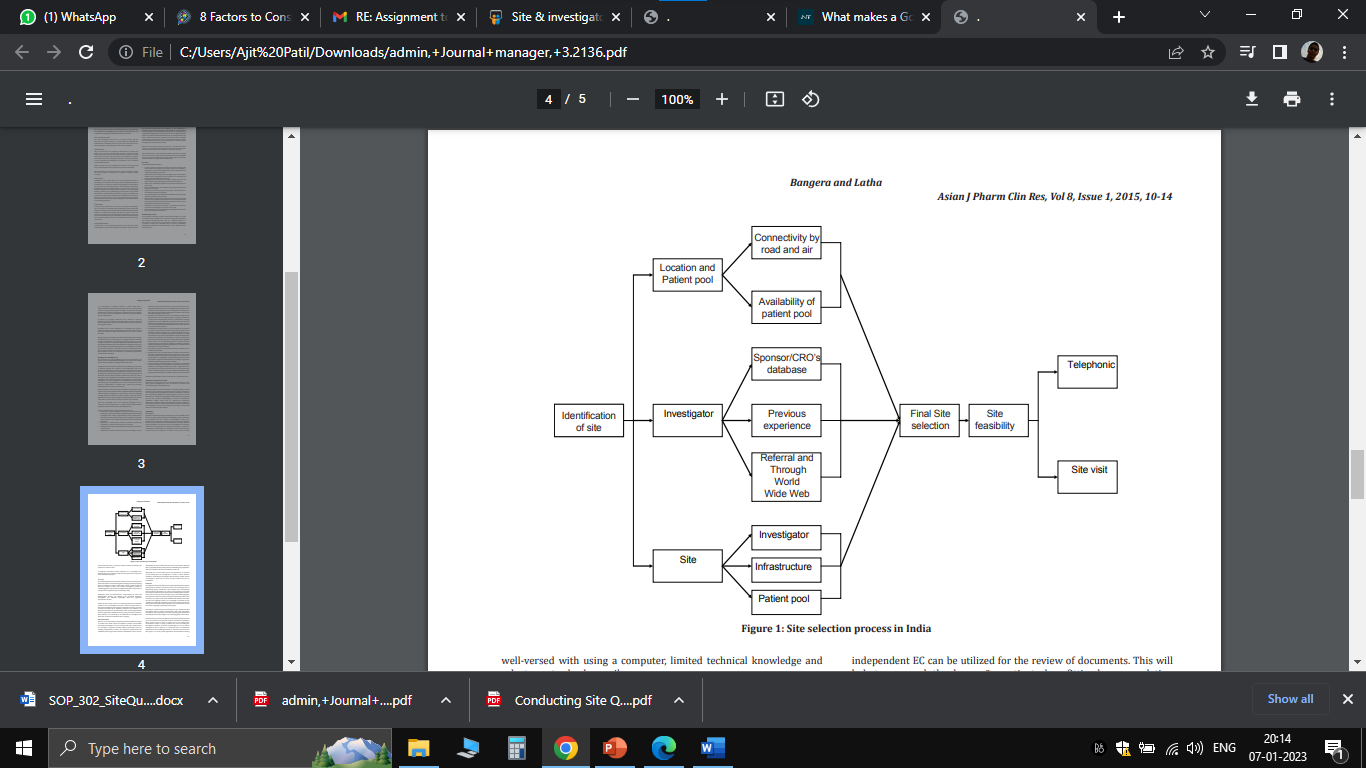 (1) WhatsApp
8 Factors to Cons
RE: Assignment t
Site & investigat
.
What makes a Go
.
File
C:/Users/Ajit%20Patil/Downloads/admin,+Journal+manager,+3.2136.pdf
.
4 / 5
100%
2
3
4
Bangera and Latha
Asian J Pharm Clin Res, Vol 8, Issue 1, 2015, 10-14
Identification
of site
Location and
Patient pool
Connectivity by
road and air
Availability of
patient pool
Investigator
Sponsor/CRO's
database
Previous
experience
Referral and
Through
World
Wide Web
Site
Investigator
Infrastructure
Patient pool
Final Site
selection
Site
feasibility
Telephonic
Site visit
Figure 1: Site selection process in India
well-versed with using a computer, limited technical knowledge and
independent EC can be utilized for the review of documents. This will
SOP_302_SiteQu....docx
admin,+Journal+....pdf
Conducting Site Q....pdf
Show all
Type here to search
ENG
20:14
07-01-2023